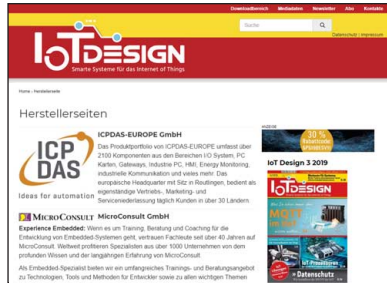 Downloadbereich Mediadaten Newsletter Abo Kontakte
Suche
Datenschutz | Impressum
IoTDESIGN
Smarte Systeme für das Internet of Things
Home › Herstellerseite
Herstellerseiten
ICP
DAS
Ideas for automation
ICPDAS-EUROPE GmbH
Das Produktportfolio von ICPDAS-EUROPE umfasst über
2100 Komponenten aus den Bereichen I/O System, PC
Karten, Gateways, Industrie PC, HMI, Energy Monitoring,
industrielle Kommunikation und vieles mehr. Das
europäische Headquarter mit Sitz in Reutlingen, bedient als
eigenständige Vertriebs-, Marketing- und
Serviceniederlassung täglich Kunden in über 30 Ländern.
MICROCONSULT
MicroConsult GmbH
Experience Embedded: Wenn es um Training, Beratung und Coaching für die
Entwicklung von Embedded-Systemen geht, vertrauen Fachleute seit über 40 Jahren auf
MicroConsult. Weltweit profitieren Spezialisten aus über 1000 Unternehmen von dem
profunden Wissen und der langjährigen Erfahrung von MicroConsult.
Als Embedded-Spezialist bieten wir ein umfangreiches Trainings- und Beratungsangebot
zu Technologien, Tools und Methoden für Entwickler sowie zu allen wichtigen Themen
ANZEIGE
30 %
IoT Design 3 2019
IoTDESIGN
MQTT
» Datenschutz